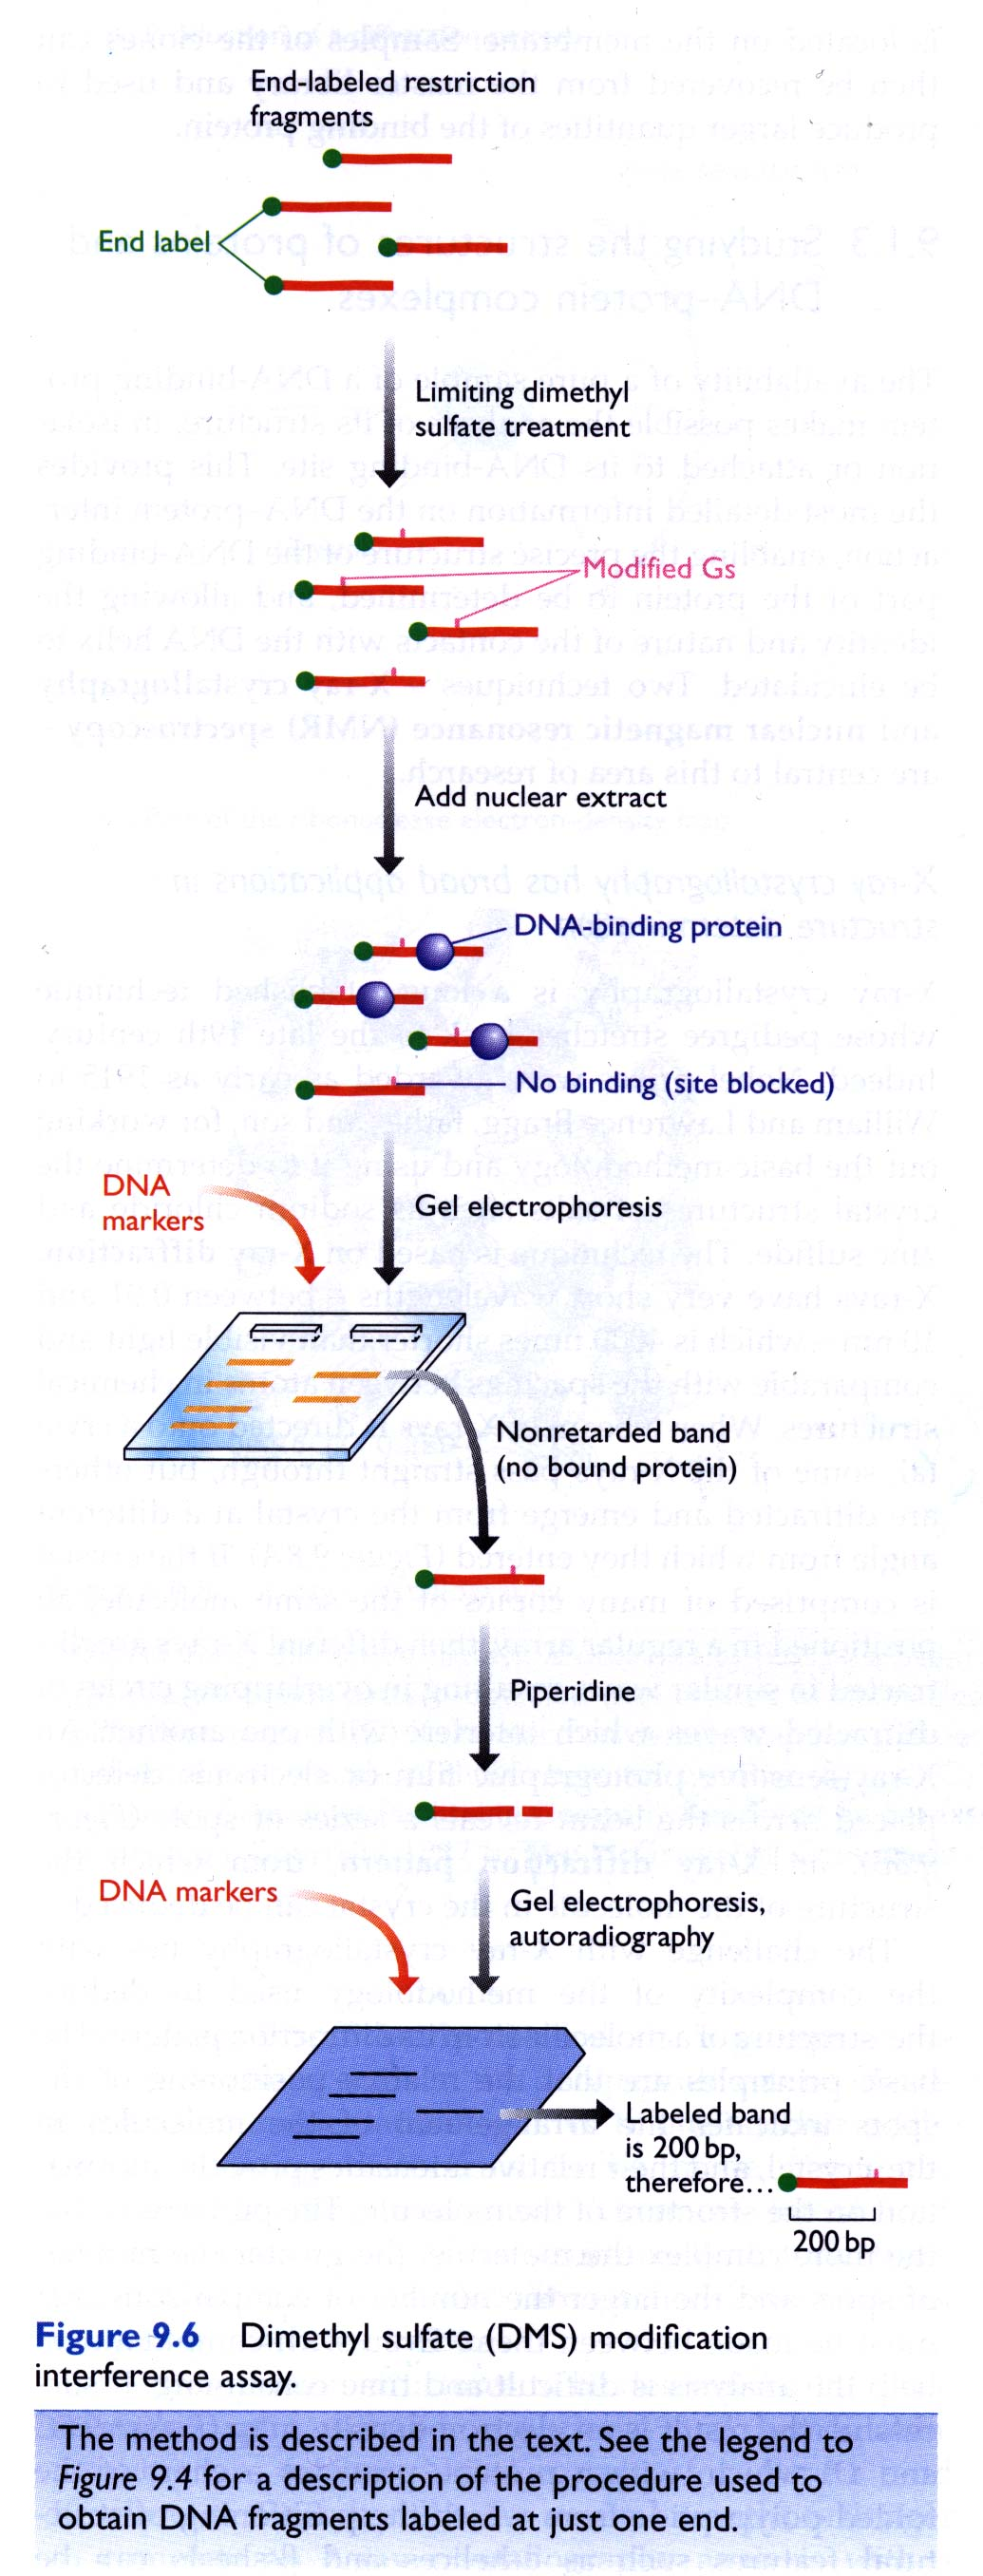 End-labeled restriction
fragments
End label
Limiting dimethyl
sulfate treatment
Modified Gs
Add nuclear extract
DNA-binding protein
No binding (site blocked)
DNA
markers
Gel electrophoresis
Nonretarded band
(no bound protein)
Piperidine
DNA markers
Gel electrophoresis,
autoradiography
Labeled band
is 200 bp,
therefore...
200 bp
Figure 9.6 Dimethyl sulfate (DMS) modification
interference assay.
The method is described in the text. See the legend to
Figure 9.4 for a description of the procedure used to
obtain DNA fragments labeled at just one end.